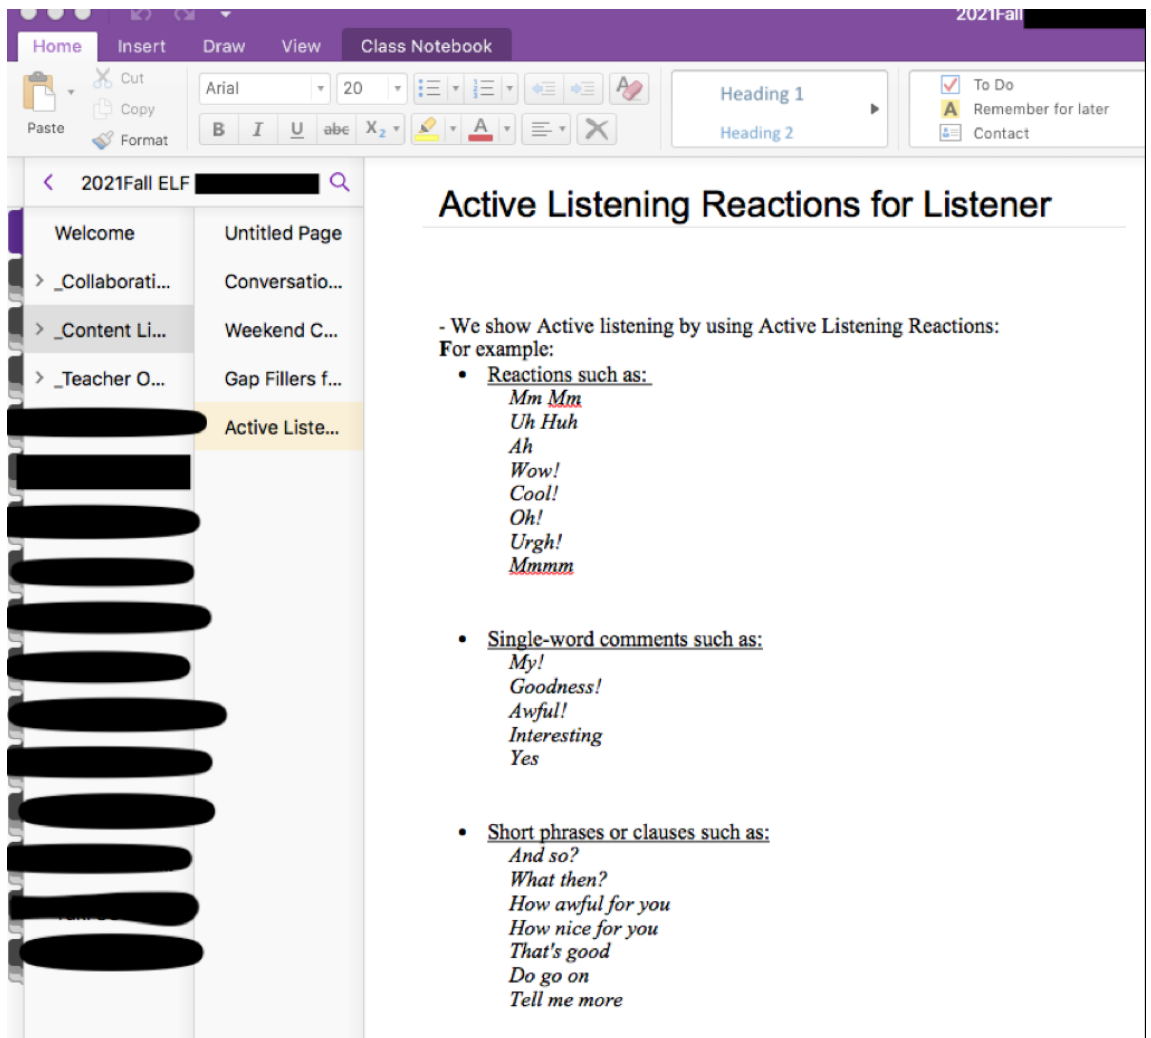 2021Fall
Home Insert Draw View Class Notebook
Paste
Cut
Copy
Format
Arial 20
B I U abc X2 A
Heading 1
Heading 2
To Do
Remember for later
Contact
2021Fall ELF
Welcome
_Collaborati...
_Content Li...
_Teacher O...
Untitled Page
Conversatio...
Weekend C...
Gap Fillers f...
Active Liste...
Active Listening Reactions for Listener
- We show Active listening by using Active Listening Reactions:
For example:
• Reactions such as:
Mm Mm
Uh Huh
Ah
Wow!
Cool!
Oh!
Urgh!
Mmmm
• Single-word comments such as:
My!
Goodness!
Awful!
Interesting
Yes
• Short phrases or clauses such as:
And so?
What then?
How awful for you
How nice for you
That's good
Do go on
Tell me more